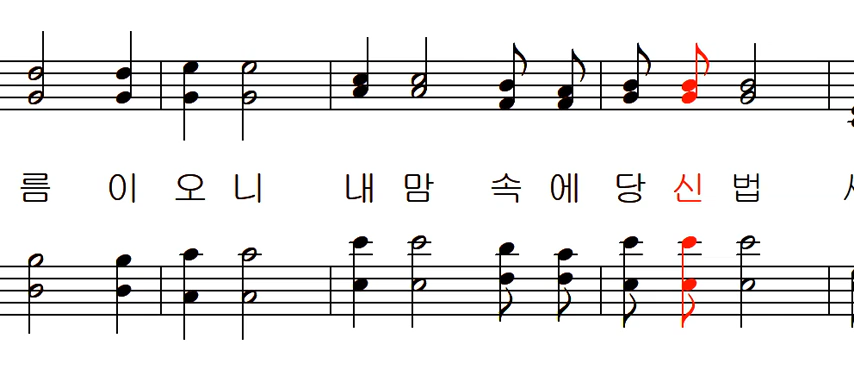 름 이 오 니 내 맘 속 에 당 신 법